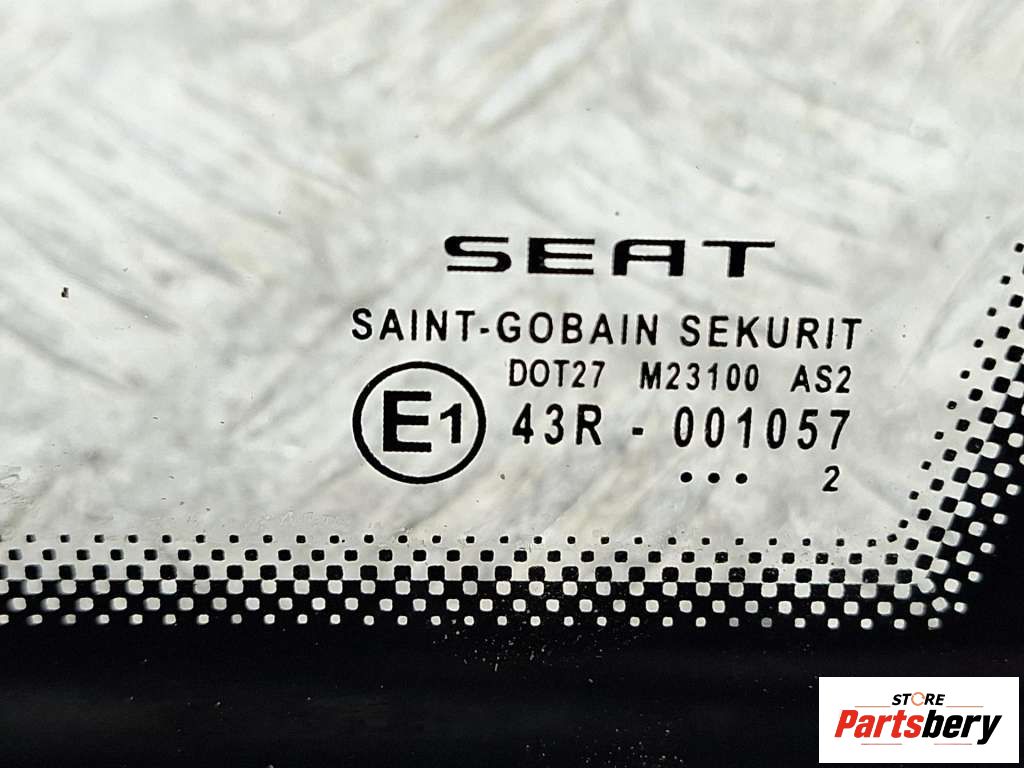 SEAT
SAINT-GOBAIN SEKURIT
DOT27 M23100 AS2
E1 43R - 001057
... 2
STORE
Partsbery